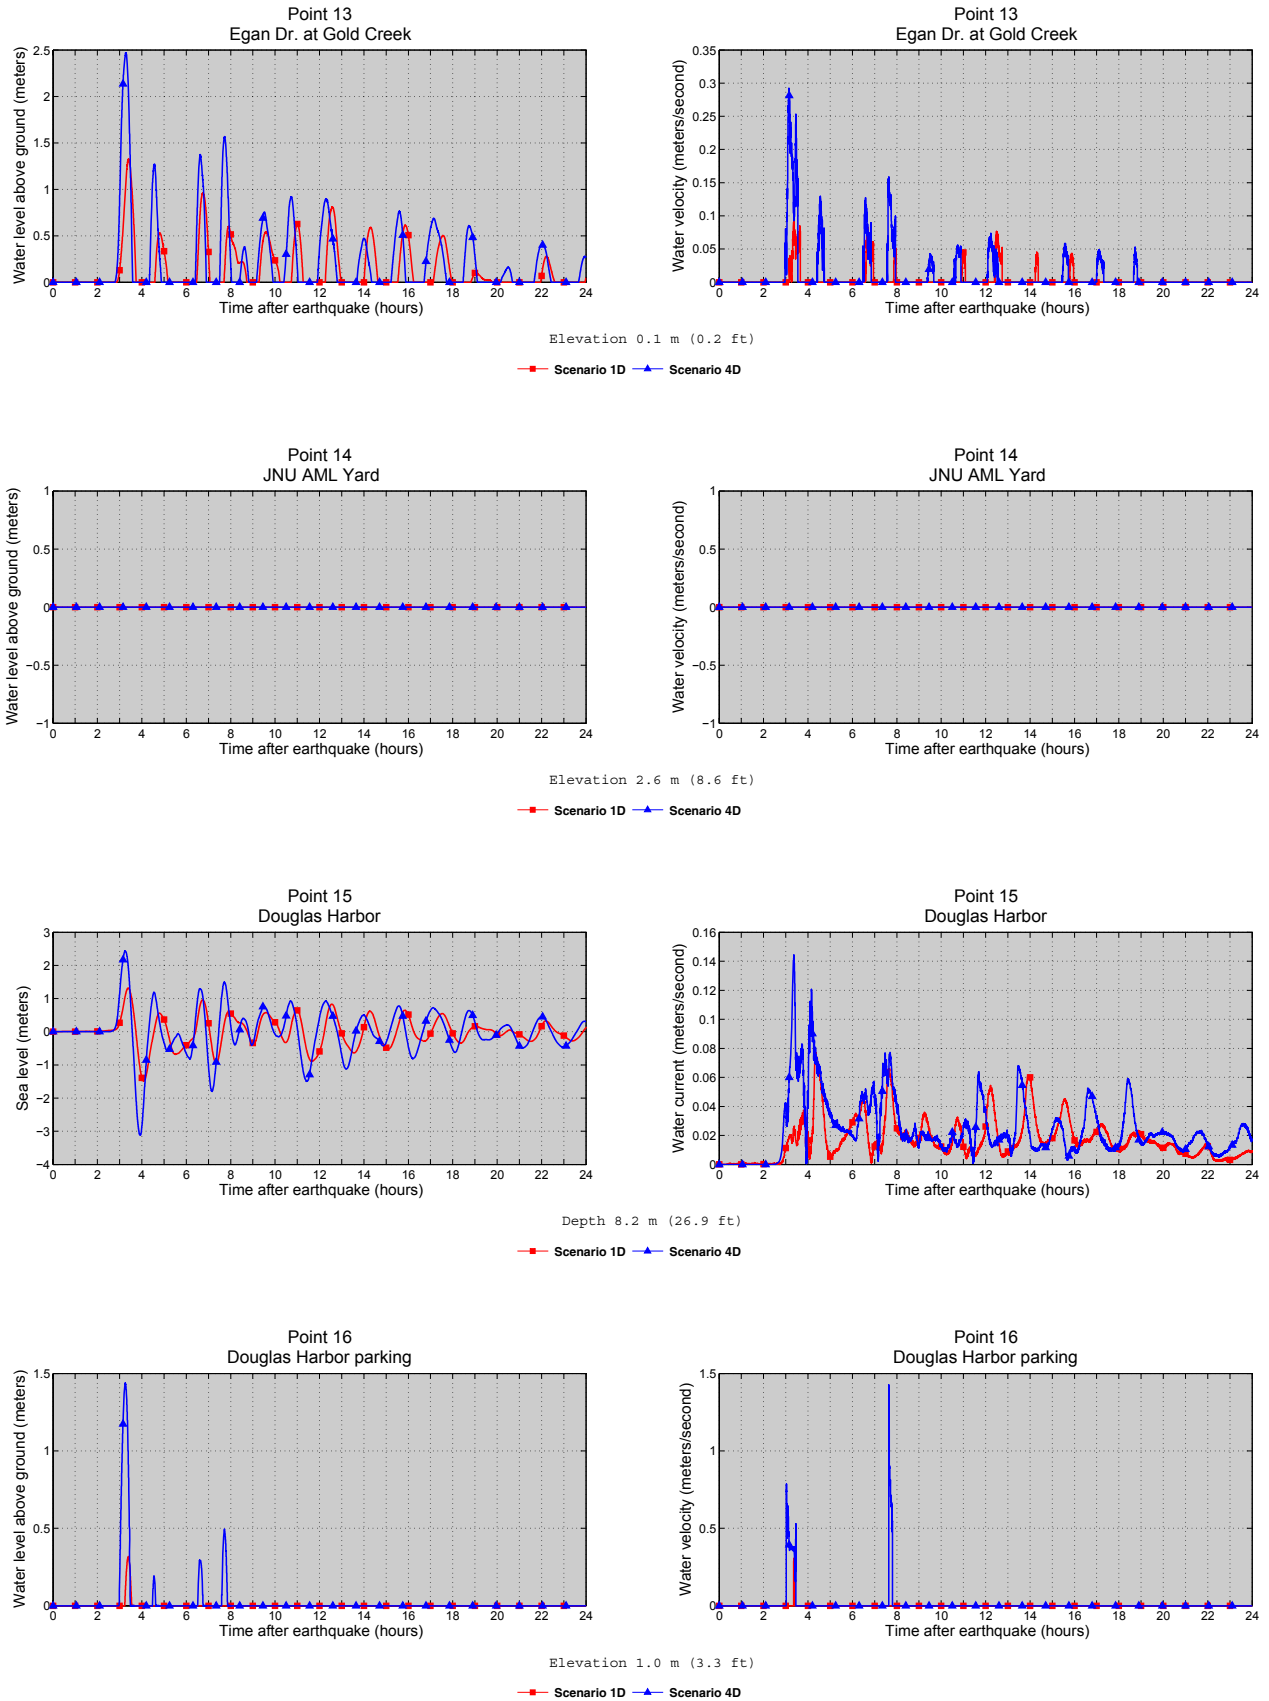 Point 13
Egan Dr. at Gold Creek
Water level above ground (meters)
2.5
2
1.5
1
0.5
0
0 2 4 6 8 10 12 14 16 18 20 22 24
Time after earthquake (hours)
Point 13
Egan Dr. at Gold Creek
Water velocity (meters/second)
0.35
0.3
0.25
0.2
0.15
0.1
0.05
0
0 2 4 6 8 10 12 14 16 18 20 22 24
Time after earthquake (hours)
Elevation 0.1 m (0.2 ft)
Scenario 1D Scenario 4D
Point 14
JNU AML Yard
Water level above ground (meters)
1
0.5
0
−0.5
−1
0 2 4 6 8 10 12 14 16 18 20 22 24
Time after earthquake (hours)
Point 14
JNU AML Yard
Water velocity (meters/second)
1
0.5
0
−0.5
−1
0 2 4 6 8 10 12 14 16 18 20 22 24
Time after earthquake (hours)
Elevation 2.6 m (8.6 ft)
Scenario 1D Scenario 4D
Point 15
Douglas Harbor
Sea level (meters)
3
2
1
0
−1
−2
−3
−4
0 2 4 6 8 10 12 14 16 18 20 22 24
Time after earthquake (hours)
Point 15
Douglas Harbor
Water current (meters/second)
0.16
0.14
0.12
0.1
0.08
0.06
0.04
0.02
0
0 2 4 6 8 10 12 14 16 18 20 22 24
Time after earthquake (hours)
Depth 8.2 m (26.9 ft)
Scenario 1D Scenario 4D
Point 16
Douglas Harbor parking
Water level above ground (meters)
1.5
1
0.5
0
0 2 4 6 8 10 12 14 16 18 20 22 24
Time after earthquake (hours)
Point 16
Douglas Harbor parking
Water velocity (meters/second)
1.5
1
0.5
0
0 2 4 6 8 10 12 14 16 18 20 22 24
Time after earthquake (hours)
Elevation 1.0 m (3.3 ft)
Scenario 1D Scenario 4D